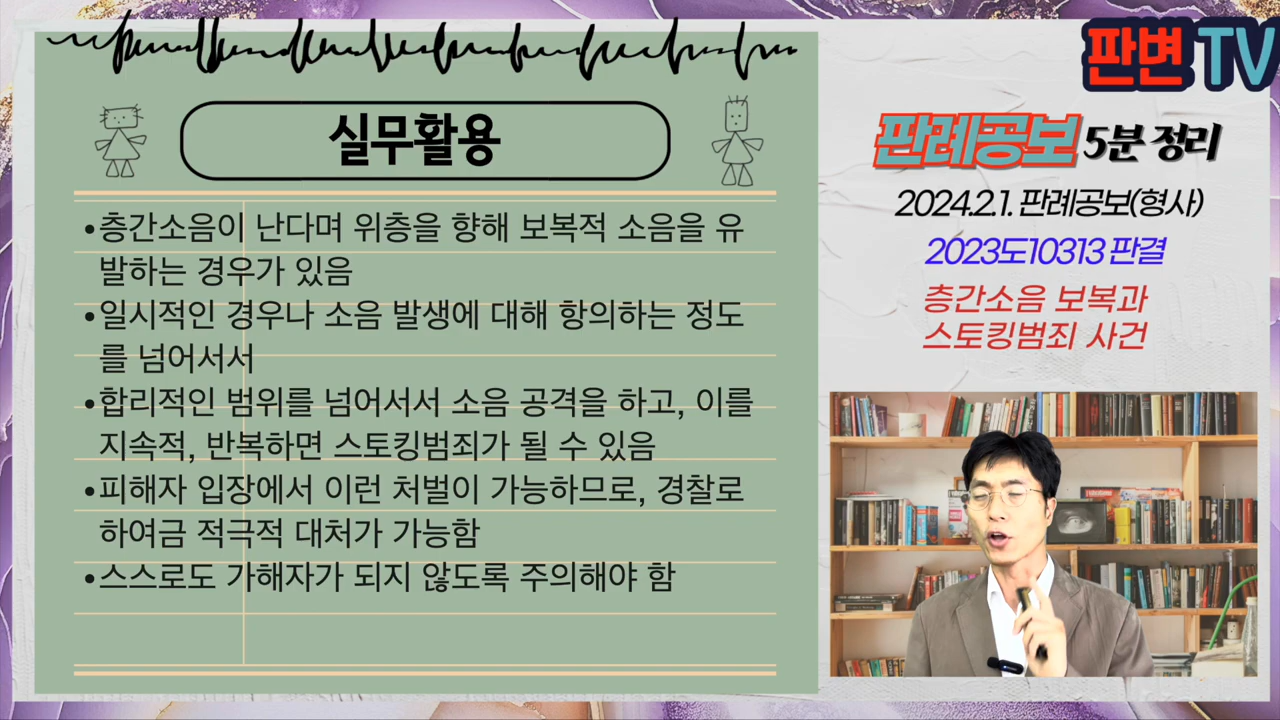 실무활용
•층간소음이 난다며 위층을 향해 보복적 소음을 유
발하는 경우가 있음
•일시적인 경우나 소음 발생에 대해 항의하는 정도
를 넘어서서
•합리적인 범위를 넘어서서 소음 공격을 하고, 이를
지속적, 반복하면 스토킹범죄가 될 수 있음
•피해자 입장에서 이런 처벌이 가능하므로, 경찰로
하여금 적극적 대처가 가능함
•스스로도 가해자가 되지 않도록 주의해야 함
판변 TV
판례공보 5분 정리
2024.2.1. 판례공보(형사)
2023도10313 판결
층간소음 보복과
스토킹범죄 사건